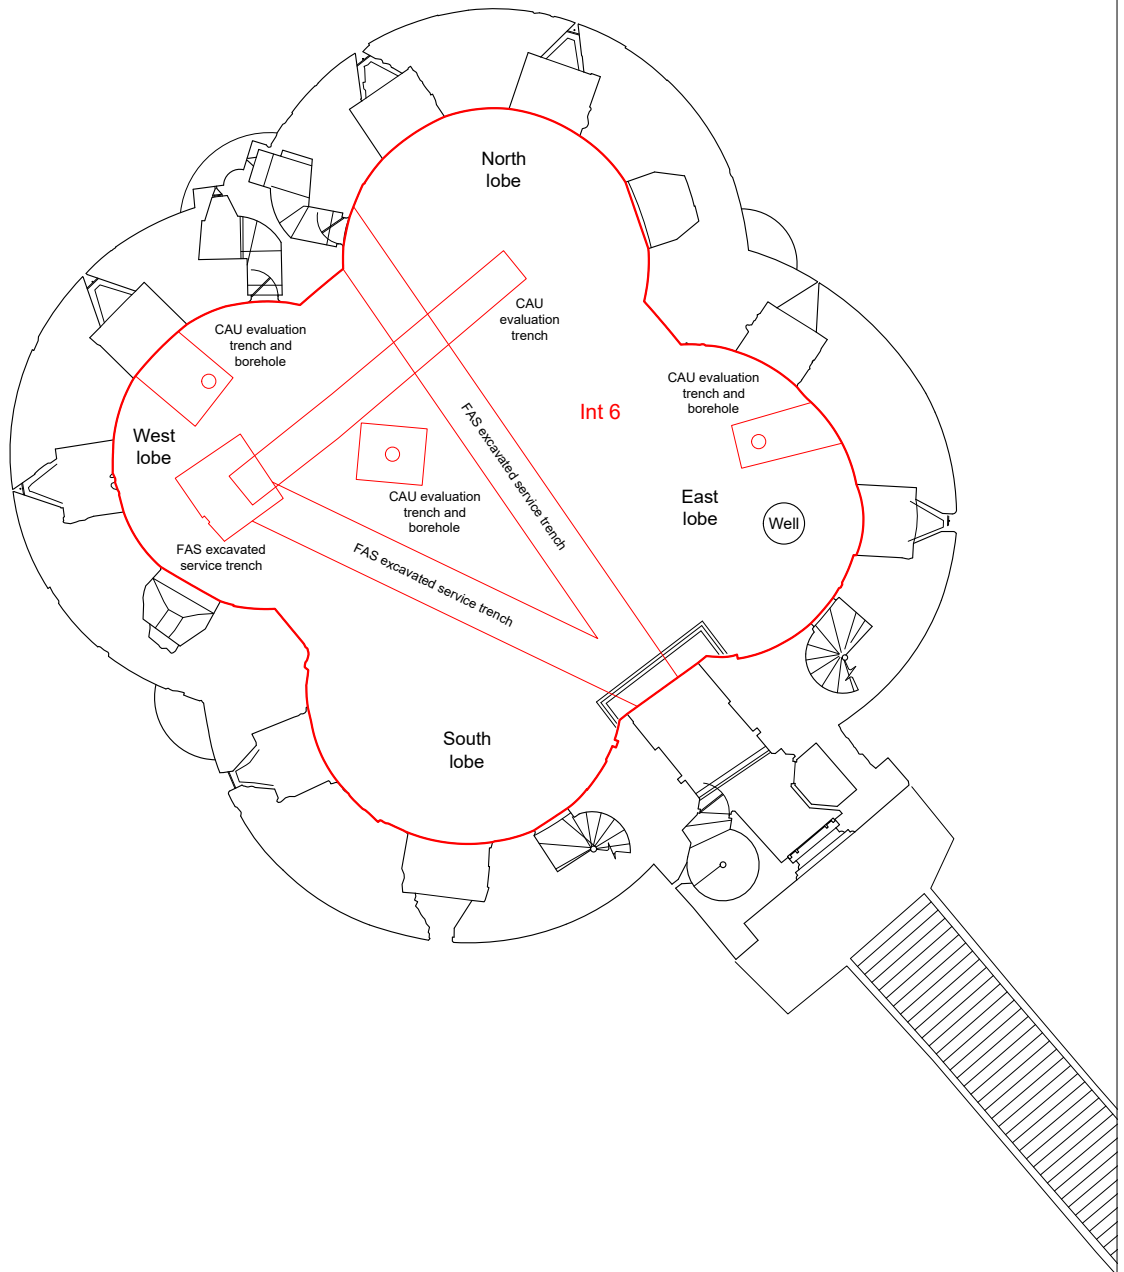 North
lobe
CAU
evaluation
trench
CAU evaluation
trench and
borehole
CAU evaluation
trench and
borehole
Int 6
West
lobe
FAS excavated service trench
East
lobe
Well
CAU evaluation
trench and
borehole
FAS excavated
service trench
FAS excavated service trench
South
lobe